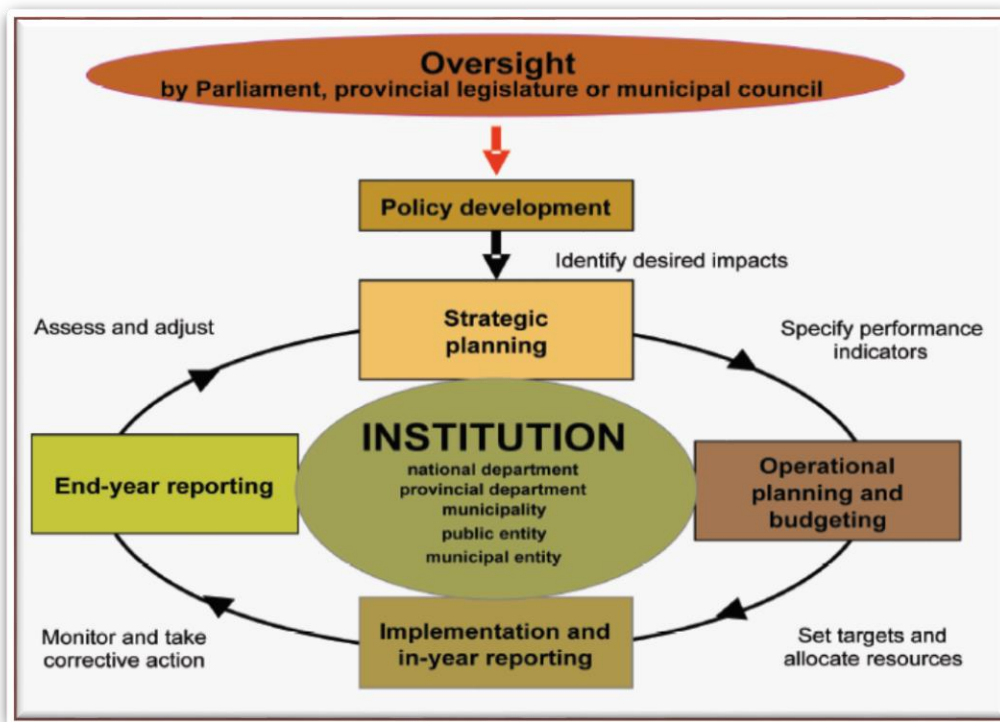 Oversight
by Parliament, provincial legislature or municipal council
Policy development
Identify desired impacts
Strategic
planning
Assess and adjust
Specify performance
indicators
INSTITUTION
national department
provincial department
municipality
public entity
municipal entity
End-year reporting
Operational
planning and
budgeting
Implementation and
in-year reporting
Monitor and take
corrective action
Set targets and
allocate resources